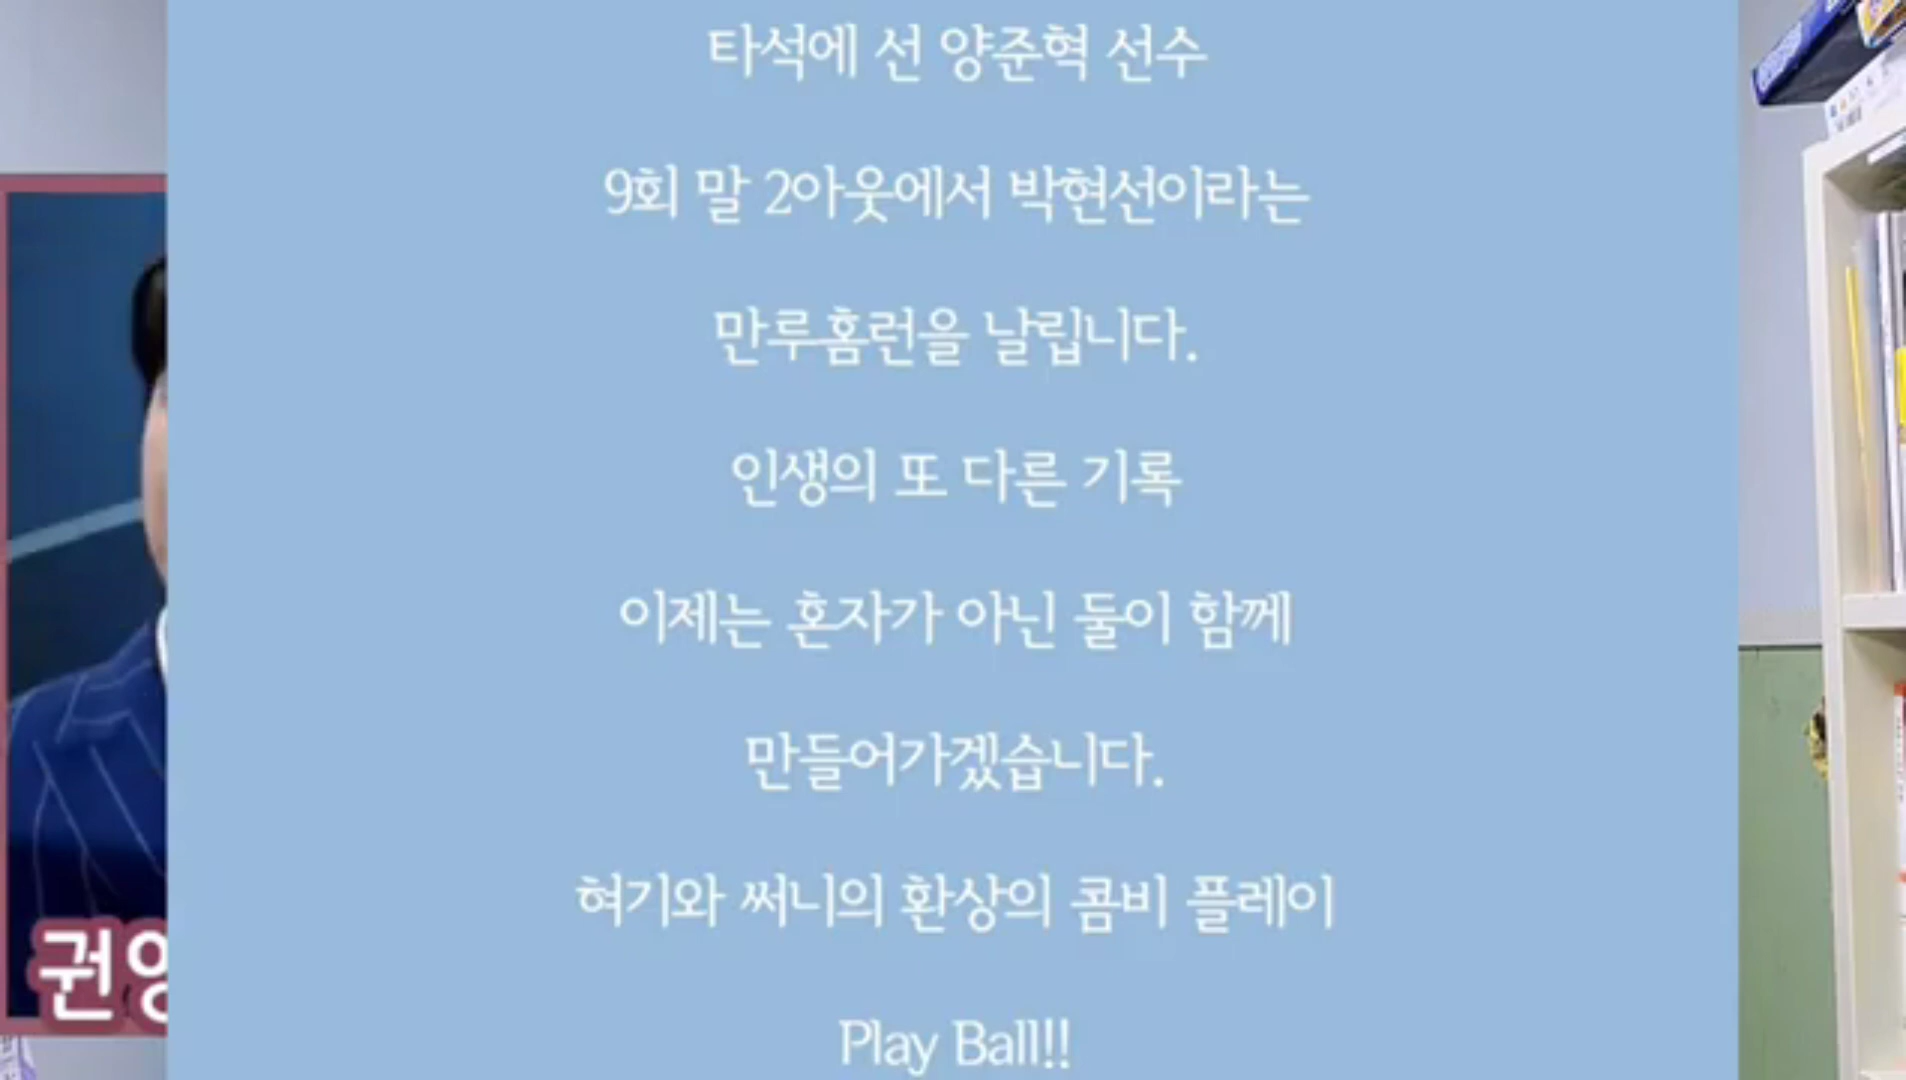 타석에 선 양준혁 선수
9회 말 2아웃에서 박현선이라는
만루홈런을 날립니다.
인생의 또 다른 기록
이제는 혼자가 아닌 둘이 함께
만들어가겠습니다.
혀기와 써니의 환상의 콤비 플레이
Play Ball!!
권영